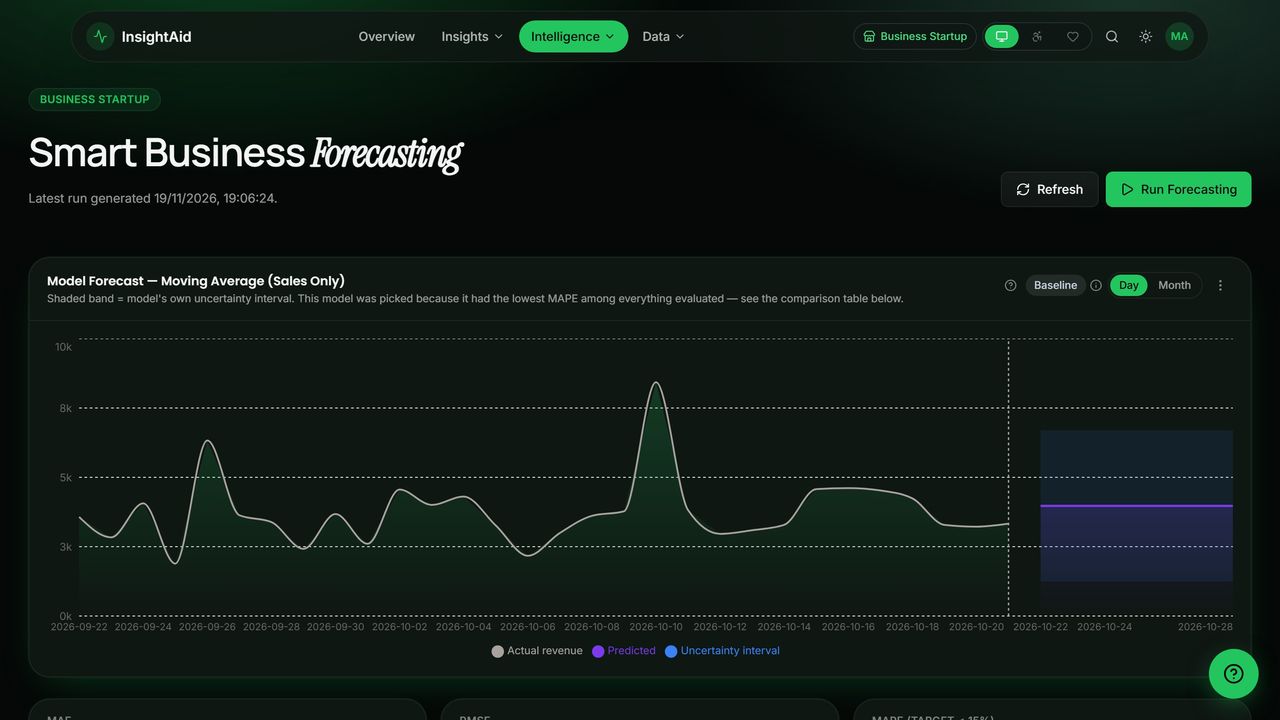 InsightAid
Overview
Insights
Intelligence
Data
Business Startup
MA
BUSINESS STARTUP
Smart Business Forecasting
Latest run generated 19/11/2026, 19:06:24.
Refresh
Run Forecasting
Model Forecast — Moving Average (Sales Only)
Shaded band = model's own uncertainty interval. This model was picked because it had the lowest MAPE among everything evaluated — see the comparison table below.
Baseline
Day
Month
10k
8k
5k
3k
0k
2026-09-22 2026-09-24 2026-09-26 2026-09-28 2026-09-30 2026-10-02 2026-10-04 2026-10-06 2026-10-08 2026-10-10 2026-10-12 2026-10-14 2026-10-16 2026-10-18 2026-10-20 2026-10-22 2026-10-24 2026-10-28
Actual revenue
Predicted
Uncertainty interval
MAE
RMSE
MAPE (TARGET < 15%)